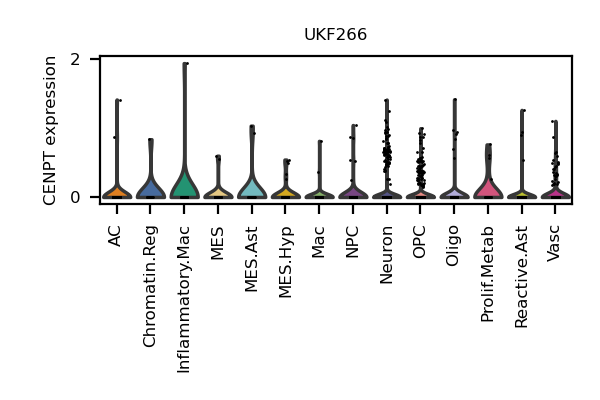 UKF266
CENPT expression
2
0
AC
Chromatin.Reg
Inflammatory.Mac
MES
MES.Ast
MES.Hyp
Mac
NPC
Neuron
OPC
Oligo
Prolif.Metab
Reactive.Ast
Vasc